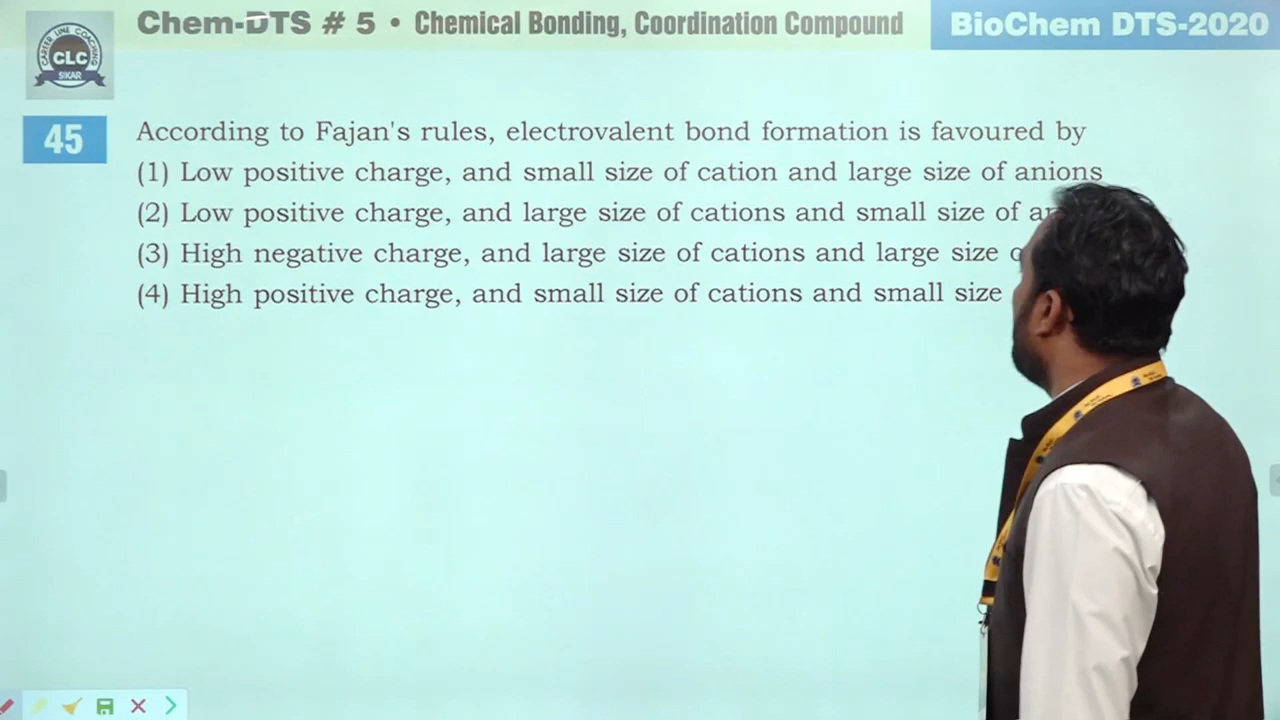 Chem-DTS # 5 • Chemical Bonding, Coordination Compound
BioChem DTS-2020
CAREER LINE COACHING
CLC
SIKAR
45
According to Fajan's rules, electrovalent bond formation is favoured by
(1) Low positive charge, and small size of cation and large size of anions
(2) Low positive charge, and large size of cations and small size of
(3) High negative charge, and large size of cations and large size
(4) High positive charge, and small size of cations and small size